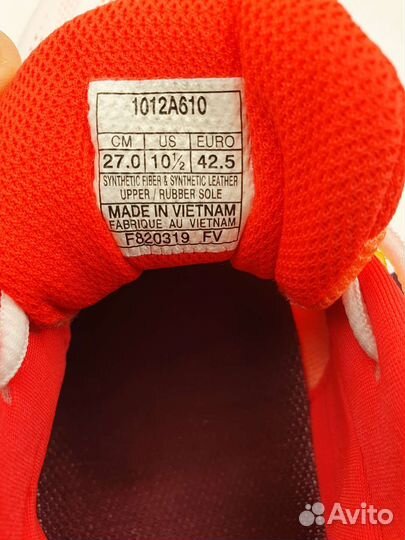 1012A610
CM US EURO
27.0 10½ 42.5
SYNTHETIC FIBER & SYNTHETIC LEATHER
UPPER / RUBBER SOLE
MADE IN VIETNAM
FABRIQUE AU VIETNAM
F820319 FV
Avito